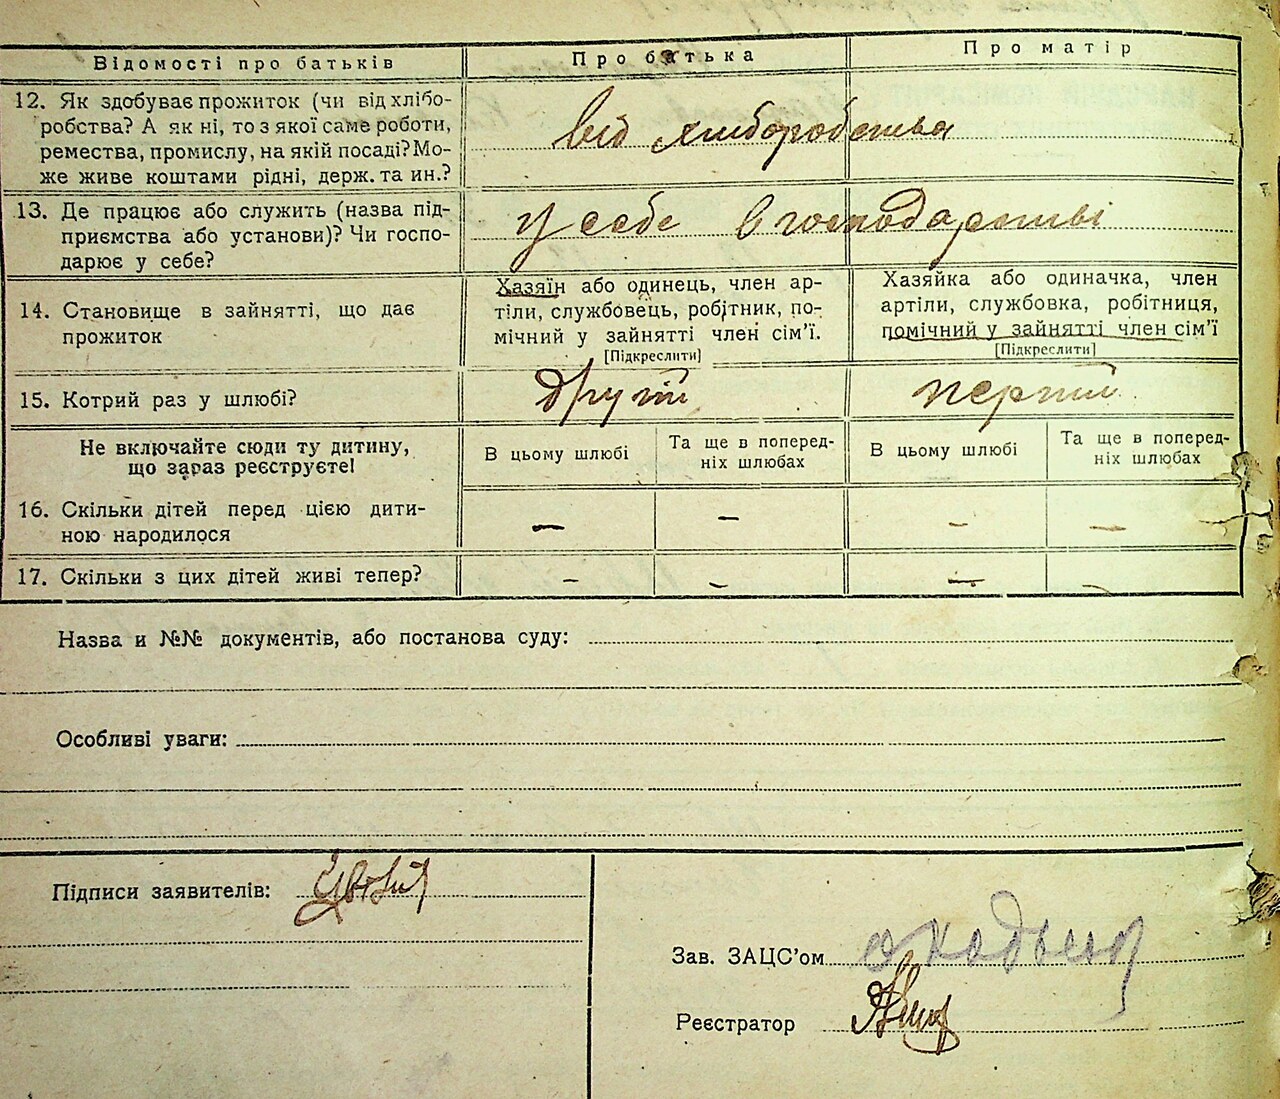 Відомості про батьків
Про батька
Про матір
12. Як здобуває прожиток (чи від хлібо-
робства? А як ні, то з якої саме роботи,
ремества, промислу, на якій посаді? Мо-
же живе коштами рідні, держ. та ин.?
від хліборобства
13. Де працює або служить (назва під-
приємства або установи)? Чи госпо-
дарює у себе?
у себе в господарстві
14. Становище в зайнятті, що дає
прожиток
Хазяїн або одинець, член ар-
тіли, службовець, робітник, по-
мічний у зайнятті член сім'ї.
[Підкреслити]
Хазяйка або одиначка, член
артіли, службовка, робітниця,
помічний у зайнятті член сім'ї
[Підкреслити]
15. Котрий раз у шлюбі?
другий
перший
Не включайте сюди ту дитину,
що зараз реєструєте!
В цьому шлюбі
Та ще в поперед-
ніх шлюбах
В цьому шлюбі
Та ще в поперед-
ніх шлюбах
16. Скільки дітей перед цією дити-
ною народилося
— — — —
17. Скільки з цих дітей живі тепер?
— — — —
Назва и №№ документів, або постанова суду:
Особливі уваги:
Підписи заявителів:
Зав. ЗАЦС'ом
Реєстратор